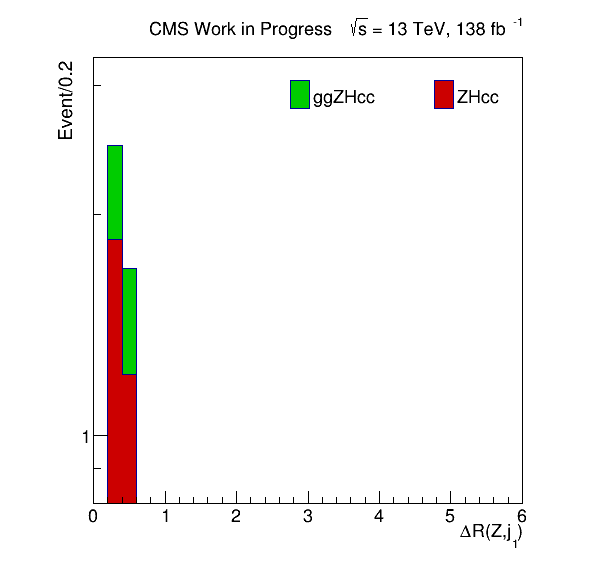 CMS Work in Progress √s = 13 TeV, 138 fb⁻¹
Event/0.2
ggZHcc ZHcc
1
0 1 2 3 4 5 6
ΔR(Z,j₁)